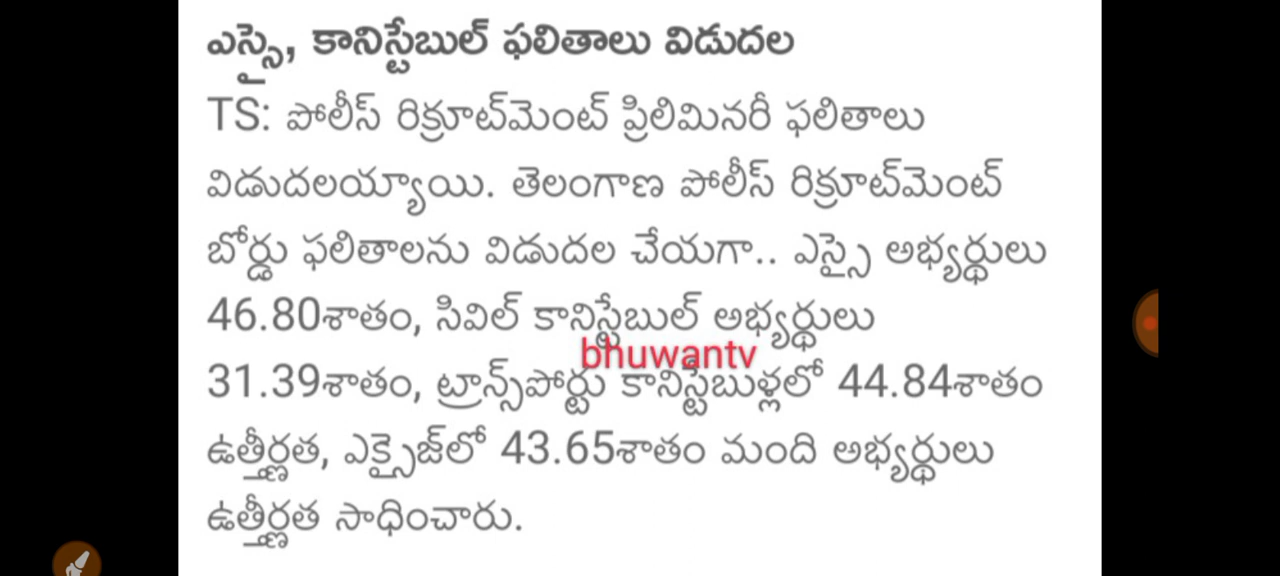 ఎస్సై, కానిస్టేబుల్ ఫలితాలు విడుదల
TS: పోలీస్ రిక్రూట్‌మెంట్ ప్రిలిమినరీ ఫలితాలు
విడుదలయ్యాయి. తెలంగాణ పోలీస్ రిక్రూట్‌మెంట్
బోర్డు ఫలితాలను విడుదల చేయగా.. ఎస్సై అభ్యర్థులు
46.80శాతం, సివిల్ కానిస్టేబుల్ అభ్యర్థులు
bhuwantv
31.39శాతం, ట్రాన్స్‌పోర్టు కానిస్టేబుళ్లలో 44.84శాతం
ఉత్తీర్ణత, ఎక్సైజ్‌లో 43.65శాతం మంది అభ్యర్థులు
ఉత్తీర్ణత సాధించారు.